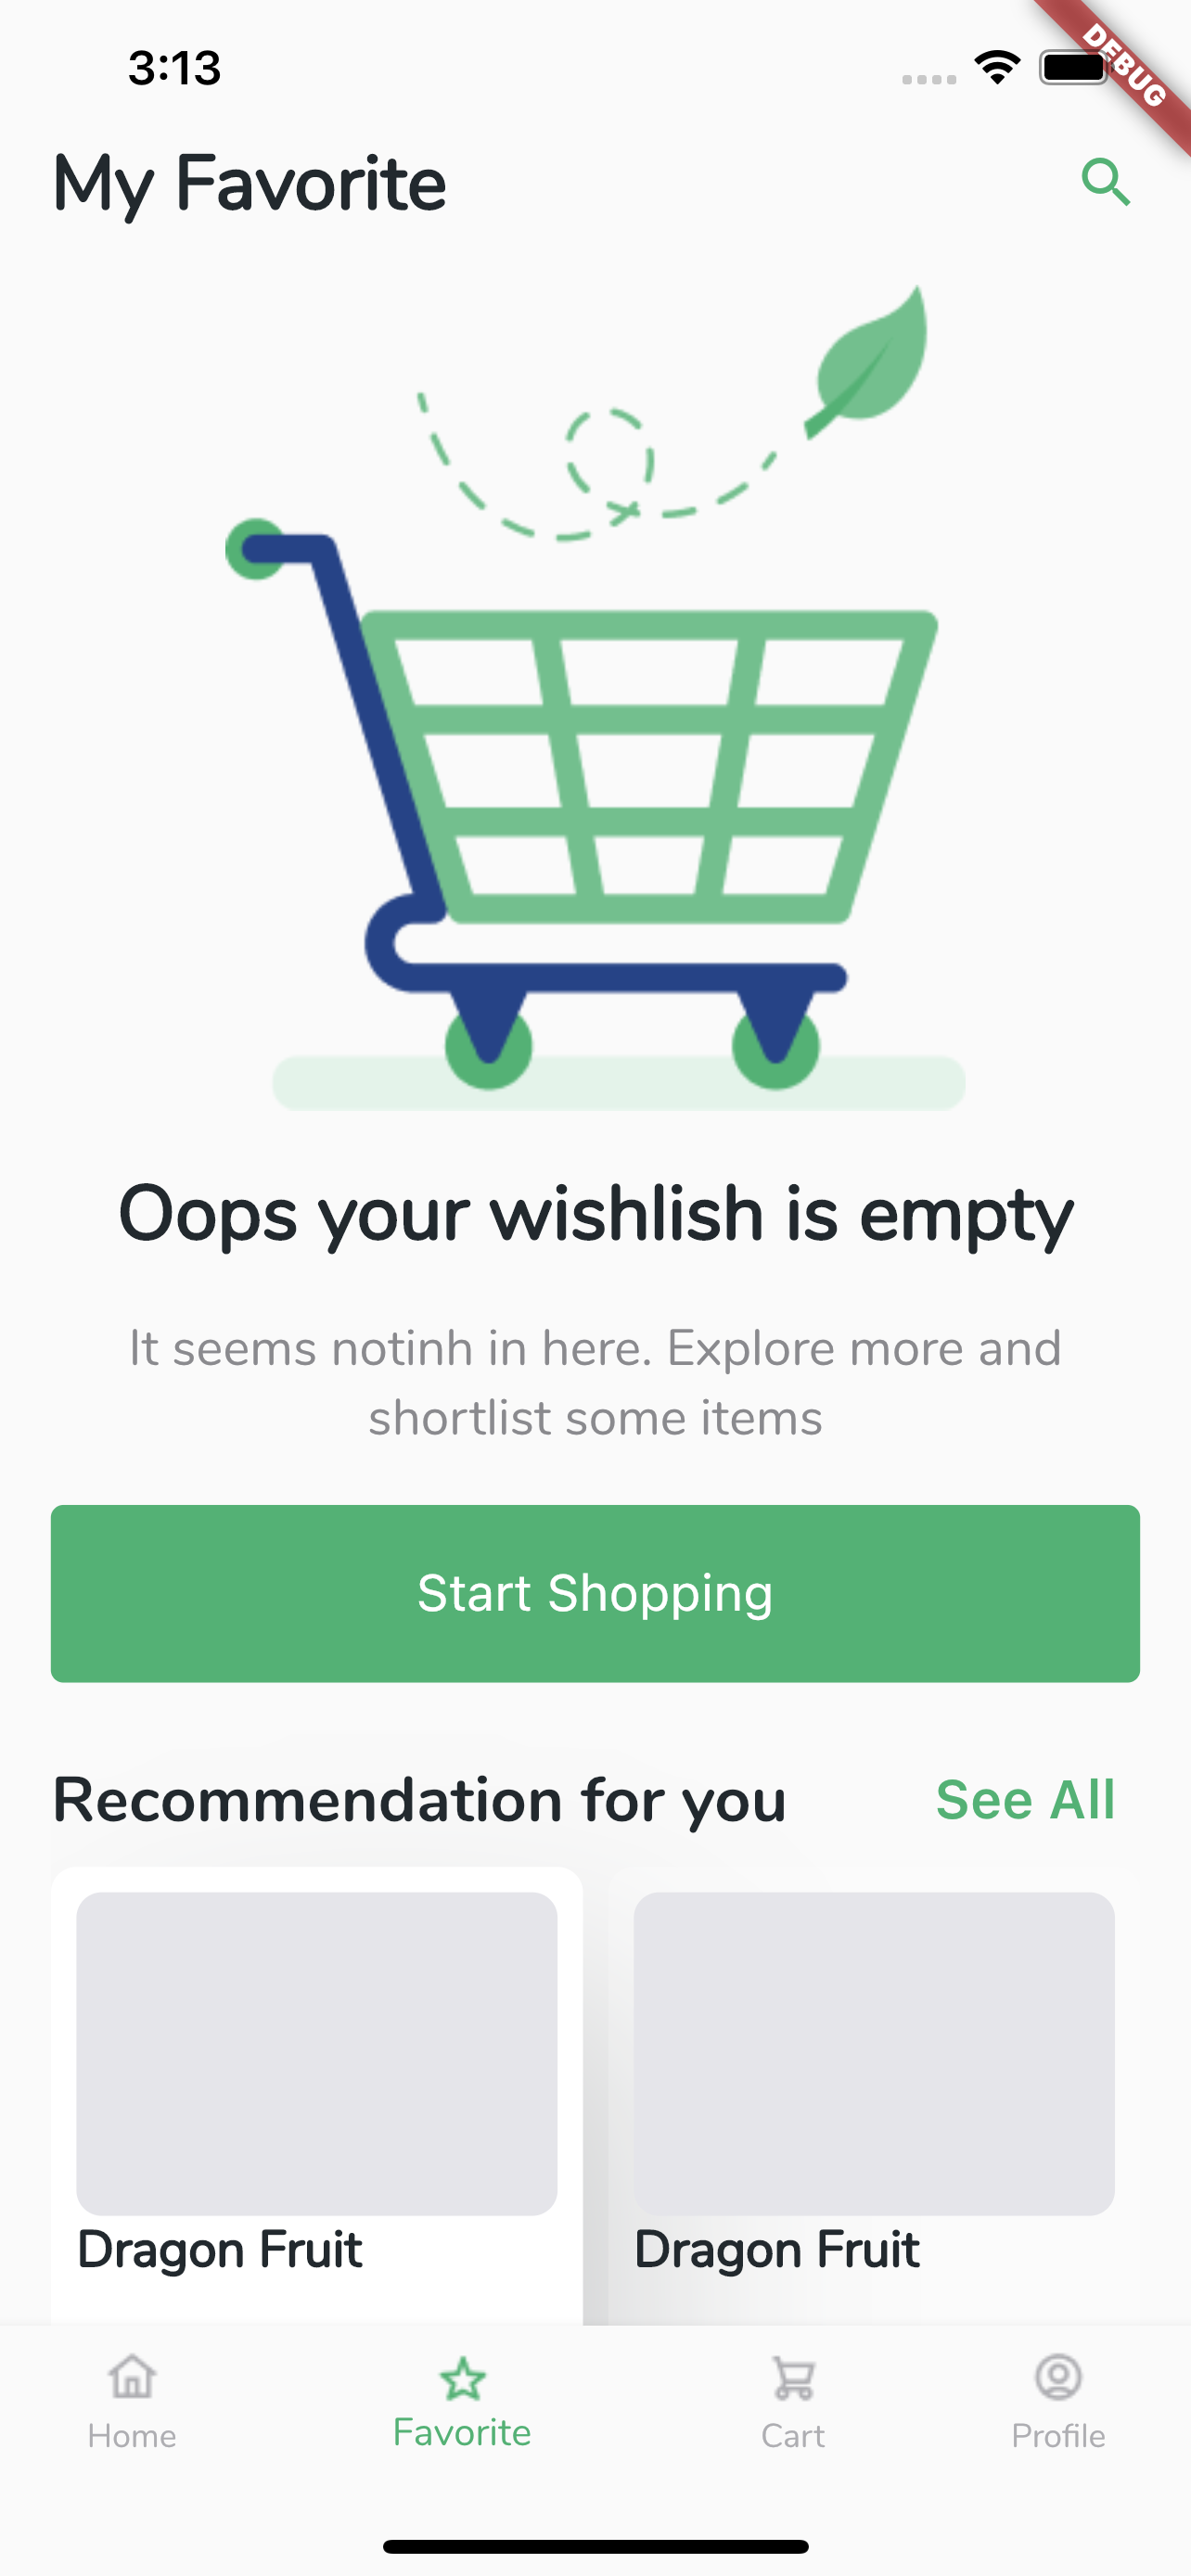 3:13
DEBUG
My Favorite
Oops your wishlish is empty
It seems notinh in here. Explore more and
shortlist some items
Start Shopping
Recommendation for you See All
Dragon Fruit Dragon Fruit
Home Favorite Cart Profile